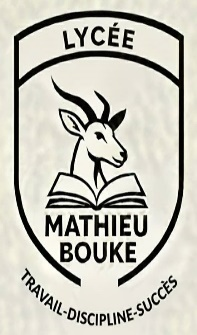 LYCÉE
MATHIEU
BOUKE
TRAVAIL-DISCIPLINE-SUCCÈS